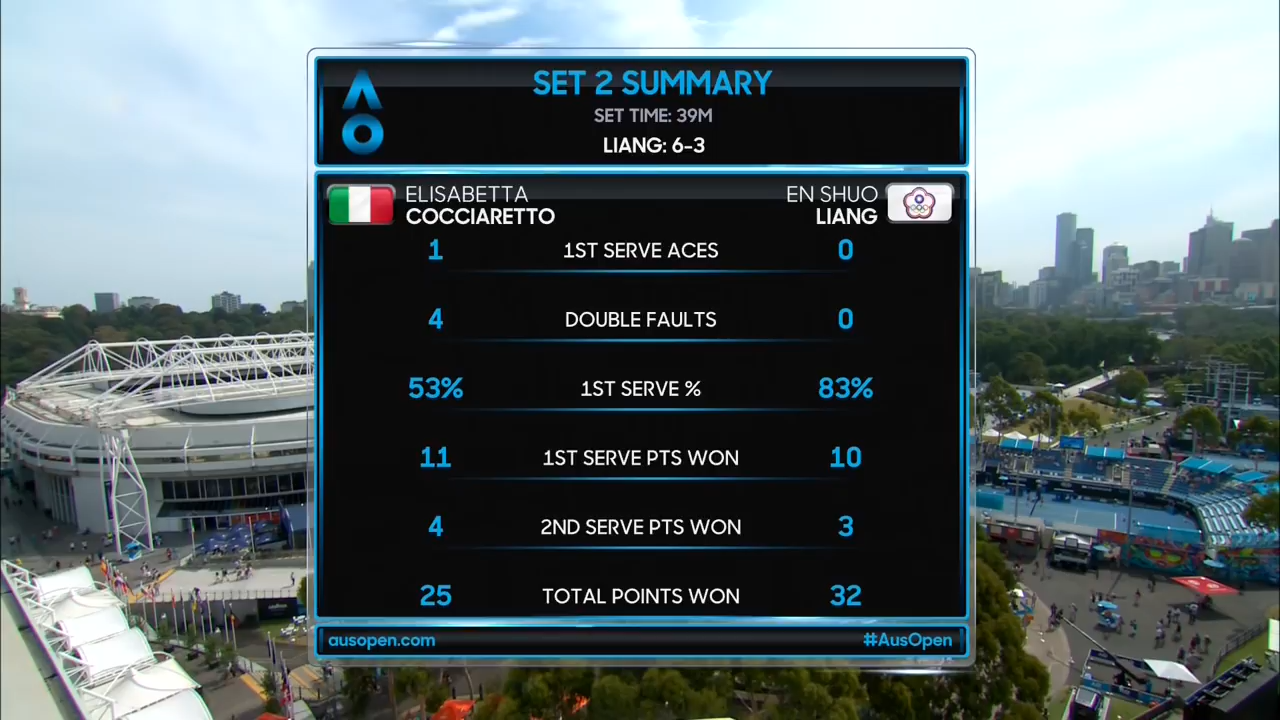 SET 2 SUMMARY
SET TIME: 39M
LIANG: 6-3
ELISABETTA
COCCIARETTO
EN SHUO
LIANG
1 1ST SERVE ACES 0
4 DOUBLE FAULTS 0
53% 1ST SERVE % 83%
11 1ST SERVE PTS WON 10
4 2ND SERVE PTS WON 3
25 TOTAL POINTS WON 32
ausopen.com #AusOpen